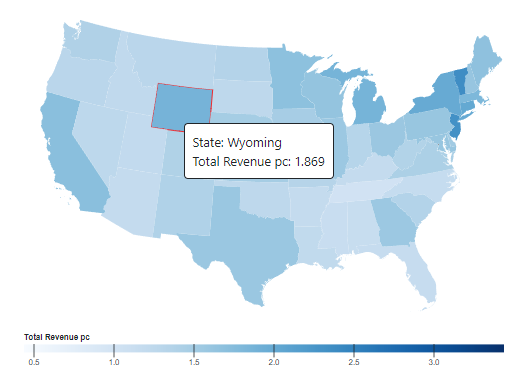 State: Wyoming
Total Revenue pc: 1.869
Total Revenue pc
0.5 1.0 1.5 2.0 2.5 3.0